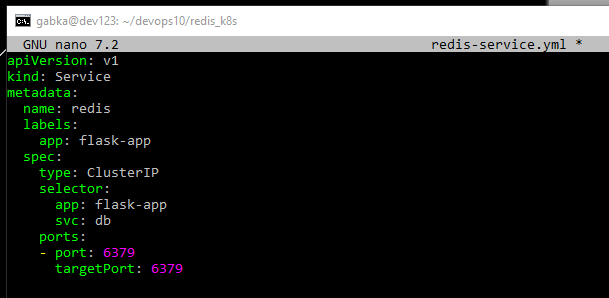 gabka@dev123: ~/devops10/redis_k8s
GNU nano 7.2 redis-service.yml *
apiVersion: v1
kind: Service
metadata:
  name: redis
  labels:
    app: flask-app
  spec:
    type: ClusterIP
    selector:
      app: flask-app
      svc: db
    ports:
    - port: 6379
      targetPort: 6379